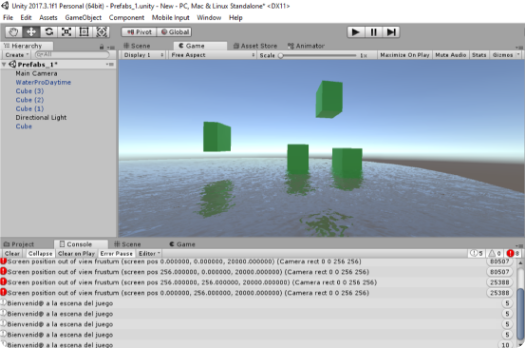 Unity 2017.3.1f1 Personal (64bit) - Prefabs_1.unity - New - PC, Mac & Linux Standalone* <DX11>
File Edit Assets GameObject Component Mobile Input Window Help
Pivot Global
Hierarchy Scene Game Asset Store Animator
Create All Display 1 Free Aspect Scale 1x Maximize On Play Mute Audio Stats Gizmos
Prefabs_1*
Main Camera
WaterProDaytime
Cube (3)
Cube (2)
Cube (1)
Directional Light
Cube
Project Console Scene Game
Clear Collapse Clear on Play Error Pause Editor 5 0
Screen position out of view frustum (screen pos 0.000000, 0.000000, 20000.000000) (Camera rect 0 0 256 256) 80507
Screen position out of view frustum (screen pos 256.000000, 0.000000, 20000.000000) (Camera rect 0 0 256 256) 80507
Screen position out of view frustum (screen pos 256.000000, 256.000000, 20000.000000) (Camera rect 0 0 256 256) 25388
Screen position out of view frustum (screen pos 0.000000, 256.000000, 20000.000000) (Camera rect 0 0 256 256) 25388
Bienvenid@ a la escena del juego 5
Bienvenid@ a la escena del juego 5
Bienvenid@ a la escena del juego 5
Bienvenid@ a la escena del juego 5
Bienvenid@ a la escena del juego 10